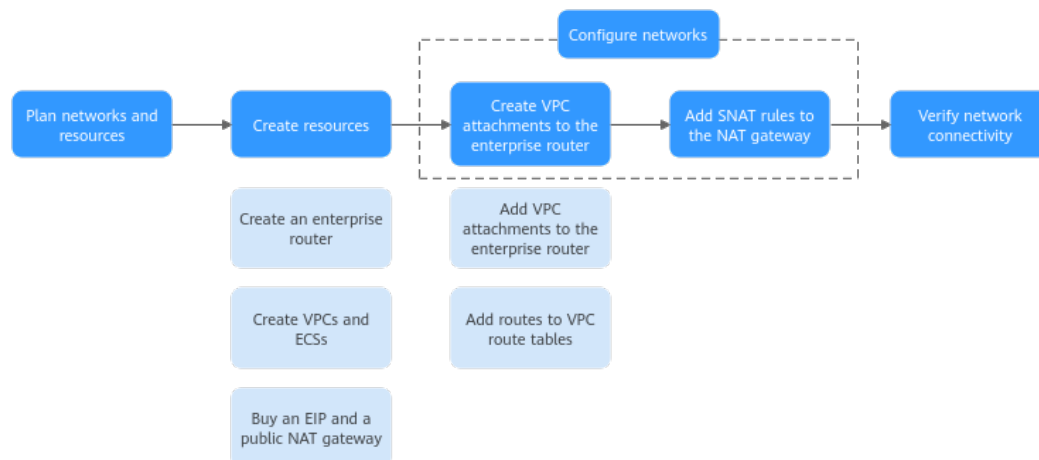 Configure networks
Plan networks and
resources
Create resources
Create VPC
attachments to the
enterprise router
Add SNAT rules to
the NAT gateway
Verify network
connectivity
Create an enterprise
router
Add VPC
attachments to the
enterprise router
Create VPCs and
ECSs
Add routes to VPC
route tables
Buy an EIP and a
public NAT gateway